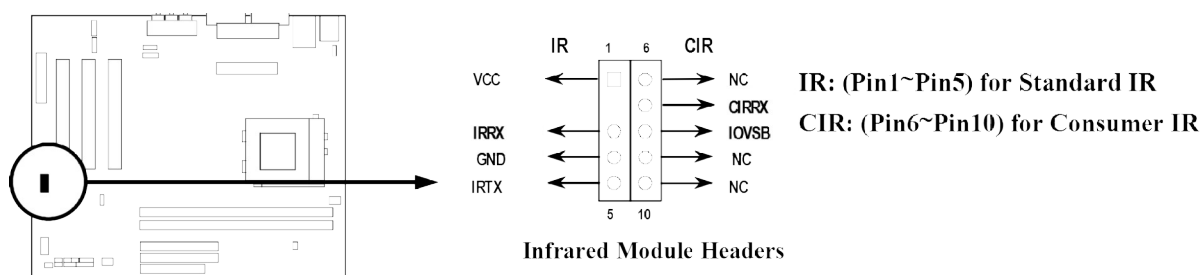 IR 1 6 CIR
VCC NC
CIRRX
IRRX IOVSB
GND NC
IRTX NC
5 10
Infrared Module Headers
IR: (Pin1~Pin5) for Standard IR
CIR: (Pin6~Pin10) for Consumer IR